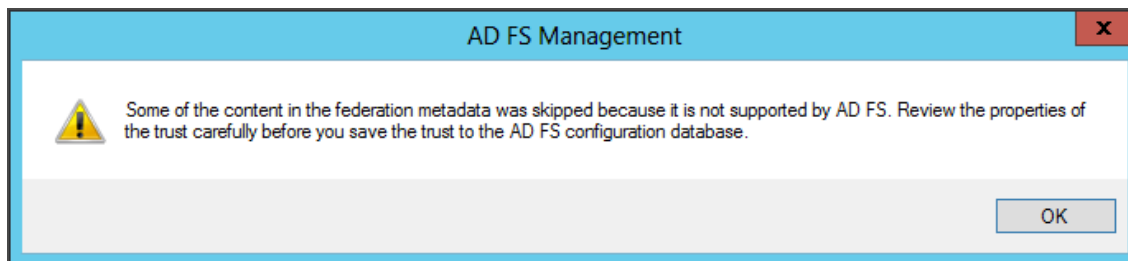 AD FS Management
x
Some of the content in the federation metadata was skipped because it is not supported by AD FS. Review the properties of
the trust carefully before you save the trust to the AD FS configuration database.
OK